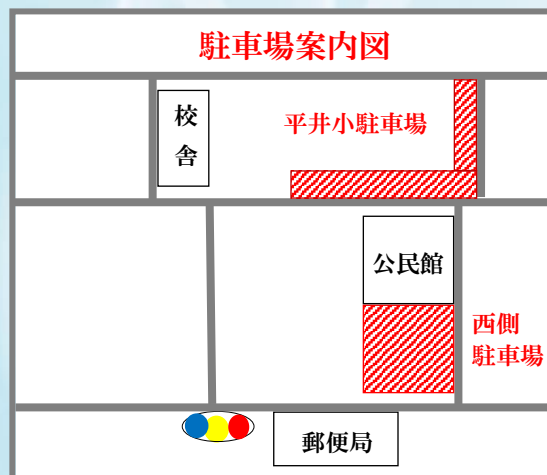 駐車場案内図
校
舎
平井小駐車場
公民館
西側
駐車場
郵便局